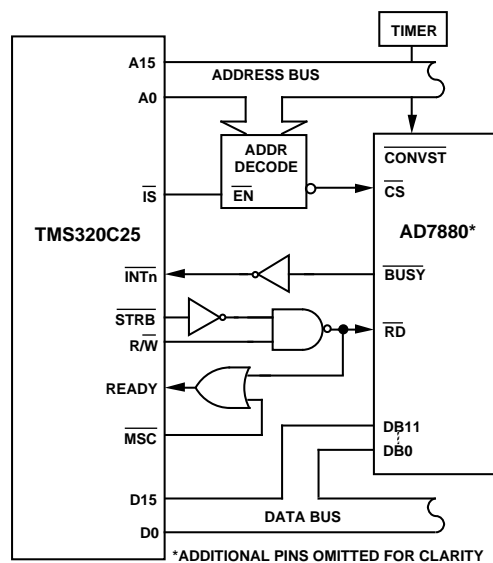 TIMER
A15
ADDRESS BUS
A0
ADDR
DECODE
CONVST
IS
EN
CS
TMS320C25
AD7880*
INTn
BUSY
STRB
R/W
RD
READY
MSC
DB11
DB0
D15
DATA BUS
D0
*ADDITIONAL PINS OMITTED FOR CLARITY